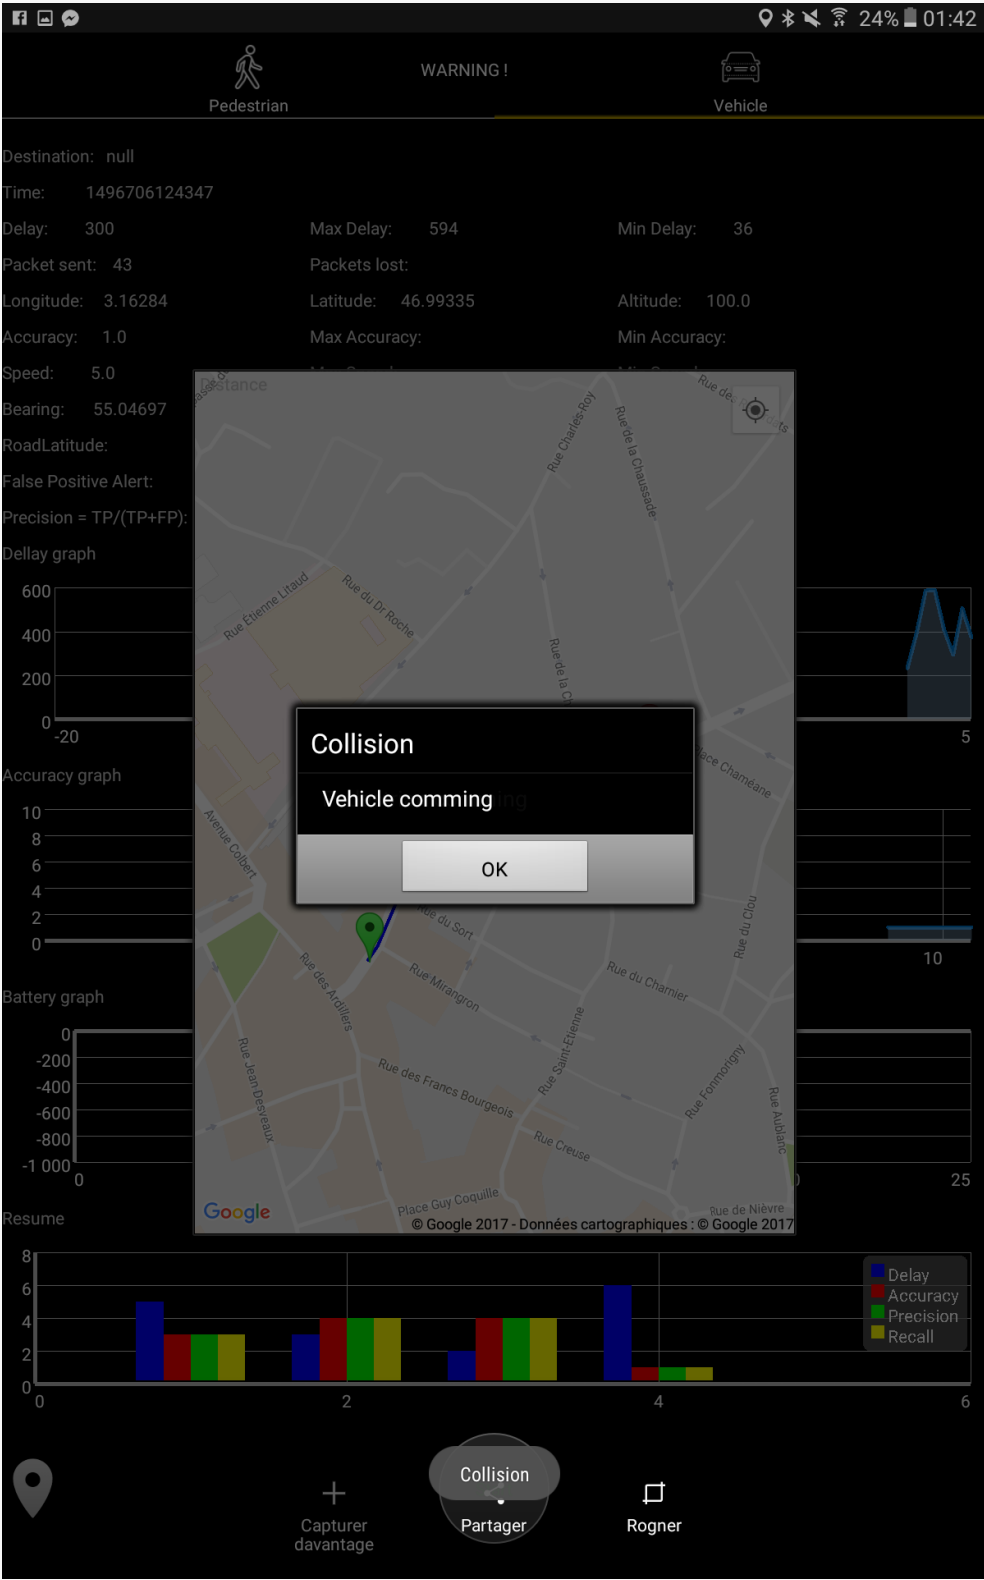 24% 01:42
WARNING !
Pedestrian
Vehicle
Destination: null
Time: 1496706124347
Delay: 300 Max Delay: 594 Min Delay: 36
Packet sent: 43 Packets lost:
Longitude: 3.16284 Latitude: 46.99335 Altitude: 100.0
Accuracy: 1.0 Max Accuracy: Min Accuracy:
Speed: 5.0
Bearing: 55.04697
RoadLatitude:
False Positive Alert:
Precision = TP/(TP+FP):
Distance
Rue Charles-Roy
Rue de la Chaussade
Rue Étienne Litaud
Rue du Dr Roche
Rue de la
Place Chaméane
Avenue Colbert
Rue du Sort
Rue du Clou
Rue des Ardillers
Rue Mirangron
Rue du Charnier
Rue Saint-Etienne
Rue Jean-Desveaux
Rue des Francs Bourgeois
Rue Fonmorigny
Rue Aublanc
Rue Creuse
Place Guy Coquille
Rue de Nièvre
Google
© Google 2017 - Données cartographiques : © Google 2017
Collision
Vehicle comming
OK
Dellay graph
600
400
200
0
-20 5
Accuracy graph
10
8
6
4
2
0
10
Battery graph
0
-200
-400
-600
-800
-1 000
0 25
Resume
8
6
4
2
0
0 2 4 6
Delay
Accuracy
Precision
Recall
Collision
Capturer
davantage
Partager
Rogner